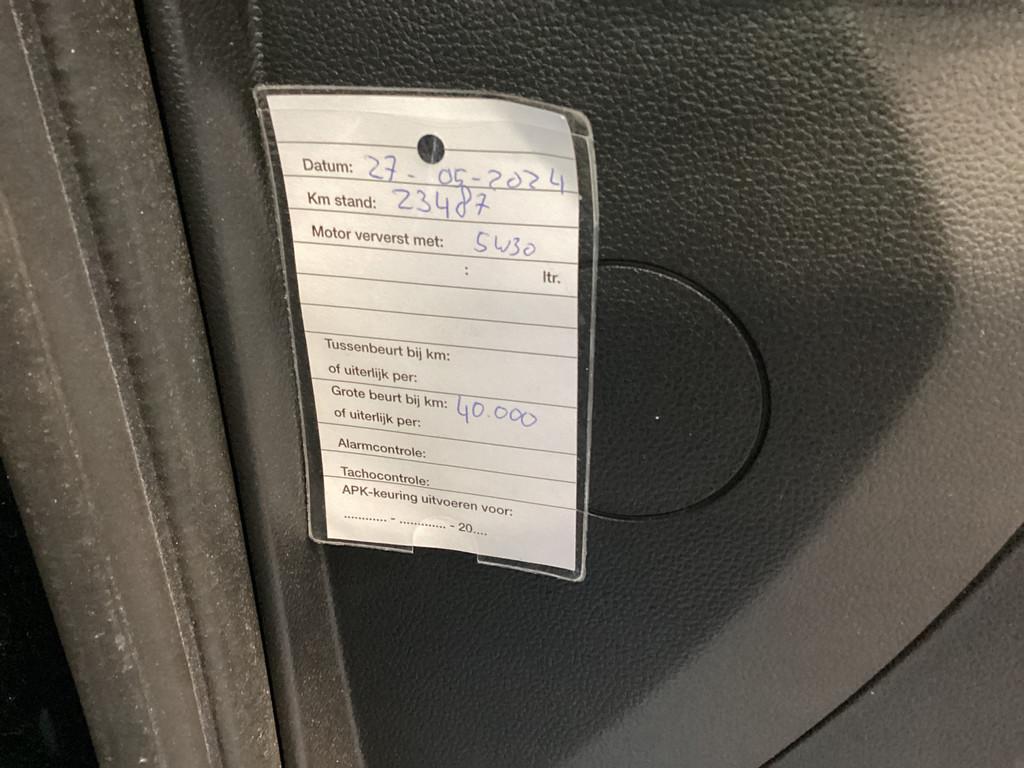 Datum: 27-05-2024
Km stand: 23487
Motor ververst met: 5W30
: ltr.
Tussenbeurt bij km:
of uiterlijk per:
Grote beurt bij km: 40.000
of uiterlijk per:
Alarmcontrole:
Tachocontrole:
APK-keuring uitvoeren voor:
............ - ............. - 20....